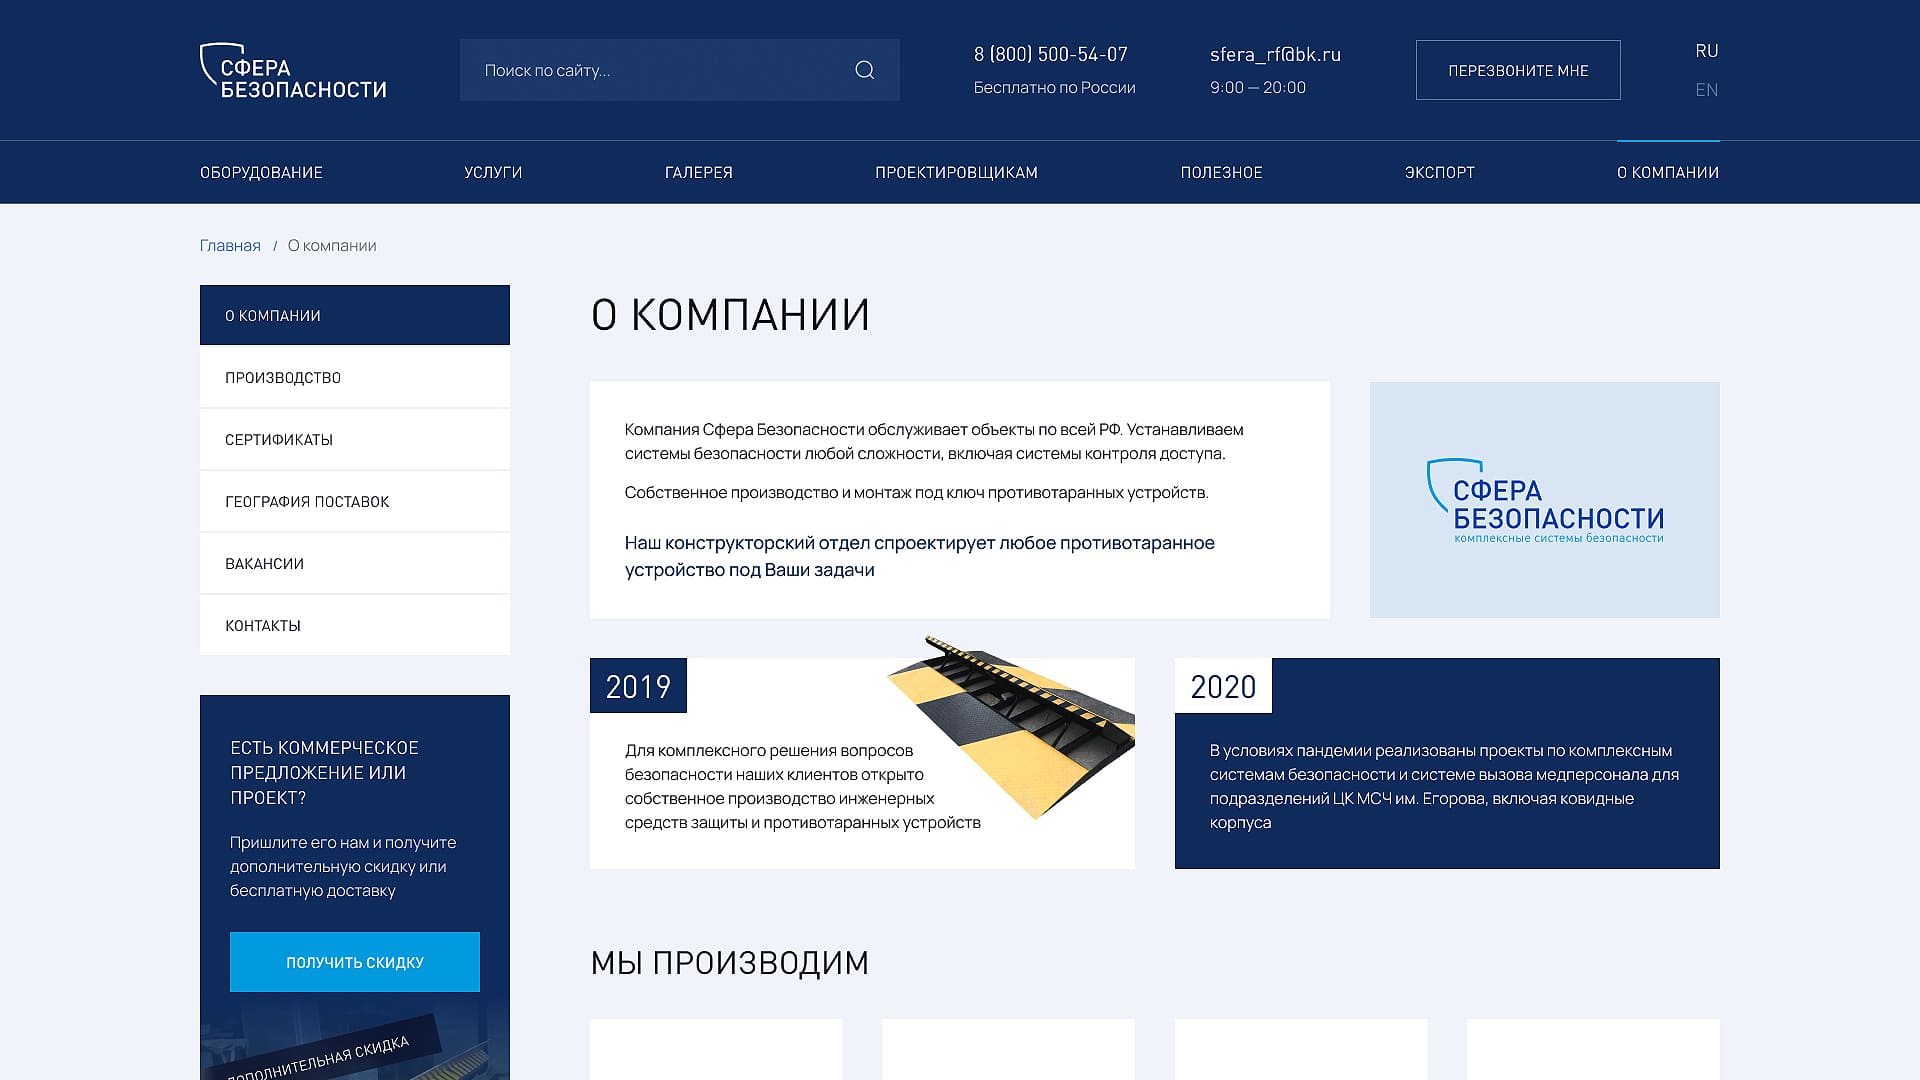 СФЕРА
БЕЗОПАСНОСТИ
Поиск по сайту...
8 (800) 500-54-07
Бесплатно по России
sfera_rf@bk.ru
9:00 — 20:00
ПЕРЕЗВОНИТЕ МНЕ
RU
EN
ОБОРУДОВАНИЕ
УСЛУГИ
ГАЛЕРЕЯ
ПРОЕКТИРОВЩИКАМ
ПОЛЕЗНОЕ
ЭКСПОРТ
О КОМПАНИИ
Главная / О компании
О КОМПАНИИ
ПРОИЗВОДСТВО
СЕРТИФИКАТЫ
ГЕОГРАФИЯ ПОСТАВОК
ВАКАНСИИ
КОНТАКТЫ
ЕСТЬ КОММЕРЧЕСКОЕ
ПРЕДЛОЖЕНИЕ ИЛИ
ПРОЕКТ?
Пришлите его нам и получите
дополнительную скидку или
бесплатную доставку
ПОЛУЧИТЬ СКИДКУ
ДОПОЛНИТЕЛЬНАЯ СКИДКА
О КОМПАНИИ
Компания Сфера Безопасности обслуживает объекты по всей РФ. Устанавливаем
системы безопасности любой сложности, включая системы контроля доступа.
Собственное производство и монтаж под ключ противотаранных устройств.
Наш конструкторский отдел спроектирует любое противотаранное
устройство под Ваши задачи
СФЕРА
БЕЗОПАСНОСТИ
комплексные системы безопасности
2019
Для комплексного решения вопросов
безопасности наших клиентов открыто
собственное производство инженерных
средств защиты и противотаранных устройств
2020
В условиях пандемии реализованы проекты по комплексным
системам безопасности и системе вызова медперсонала для
подразделений ЦК МСЧ им. Егорова, включая ковидные
корпуса
МЫ ПРОИЗВОДИМ